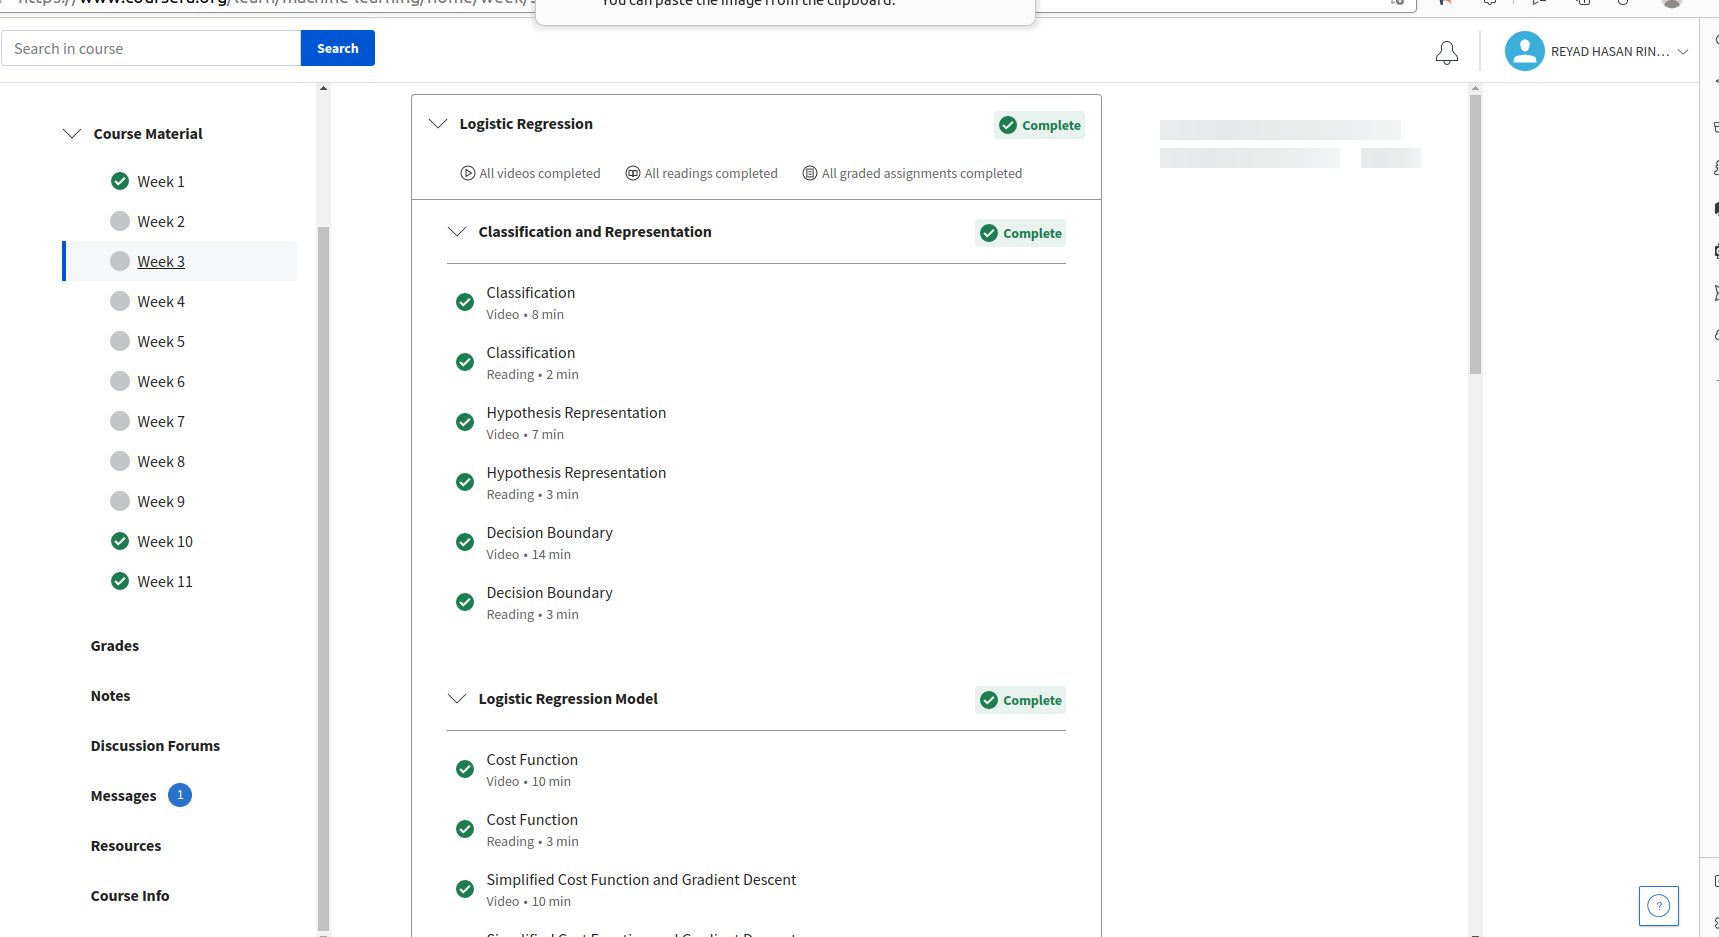 https://www.coursera.org/learn/machine-learning/home/week/
You can paste the image from the clipboard.
Search in course
Search
REYAD HASAN RIN...
Course Material
Week 1
Week 2
Week 3
Week 4
Week 5
Week 6
Week 7
Week 8
Week 9
Week 10
Week 11
Grades
Notes
Discussion Forums
Messages 1
Resources
Course Info
Logistic Regression
Complete
All videos completed
All readings completed
All graded assignments completed
Classification and Representation
Complete
Classification
Video • 8 min
Classification
Reading • 2 min
Hypothesis Representation
Video • 7 min
Hypothesis Representation
Reading • 3 min
Decision Boundary
Video • 14 min
Decision Boundary
Reading • 3 min
Logistic Regression Model
Complete
Cost Function
Video • 10 min
Cost Function
Reading • 3 min
Simplified Cost Function and Gradient Descent
Video • 10 min
Simplified Cost Function and Gradient Descent
?